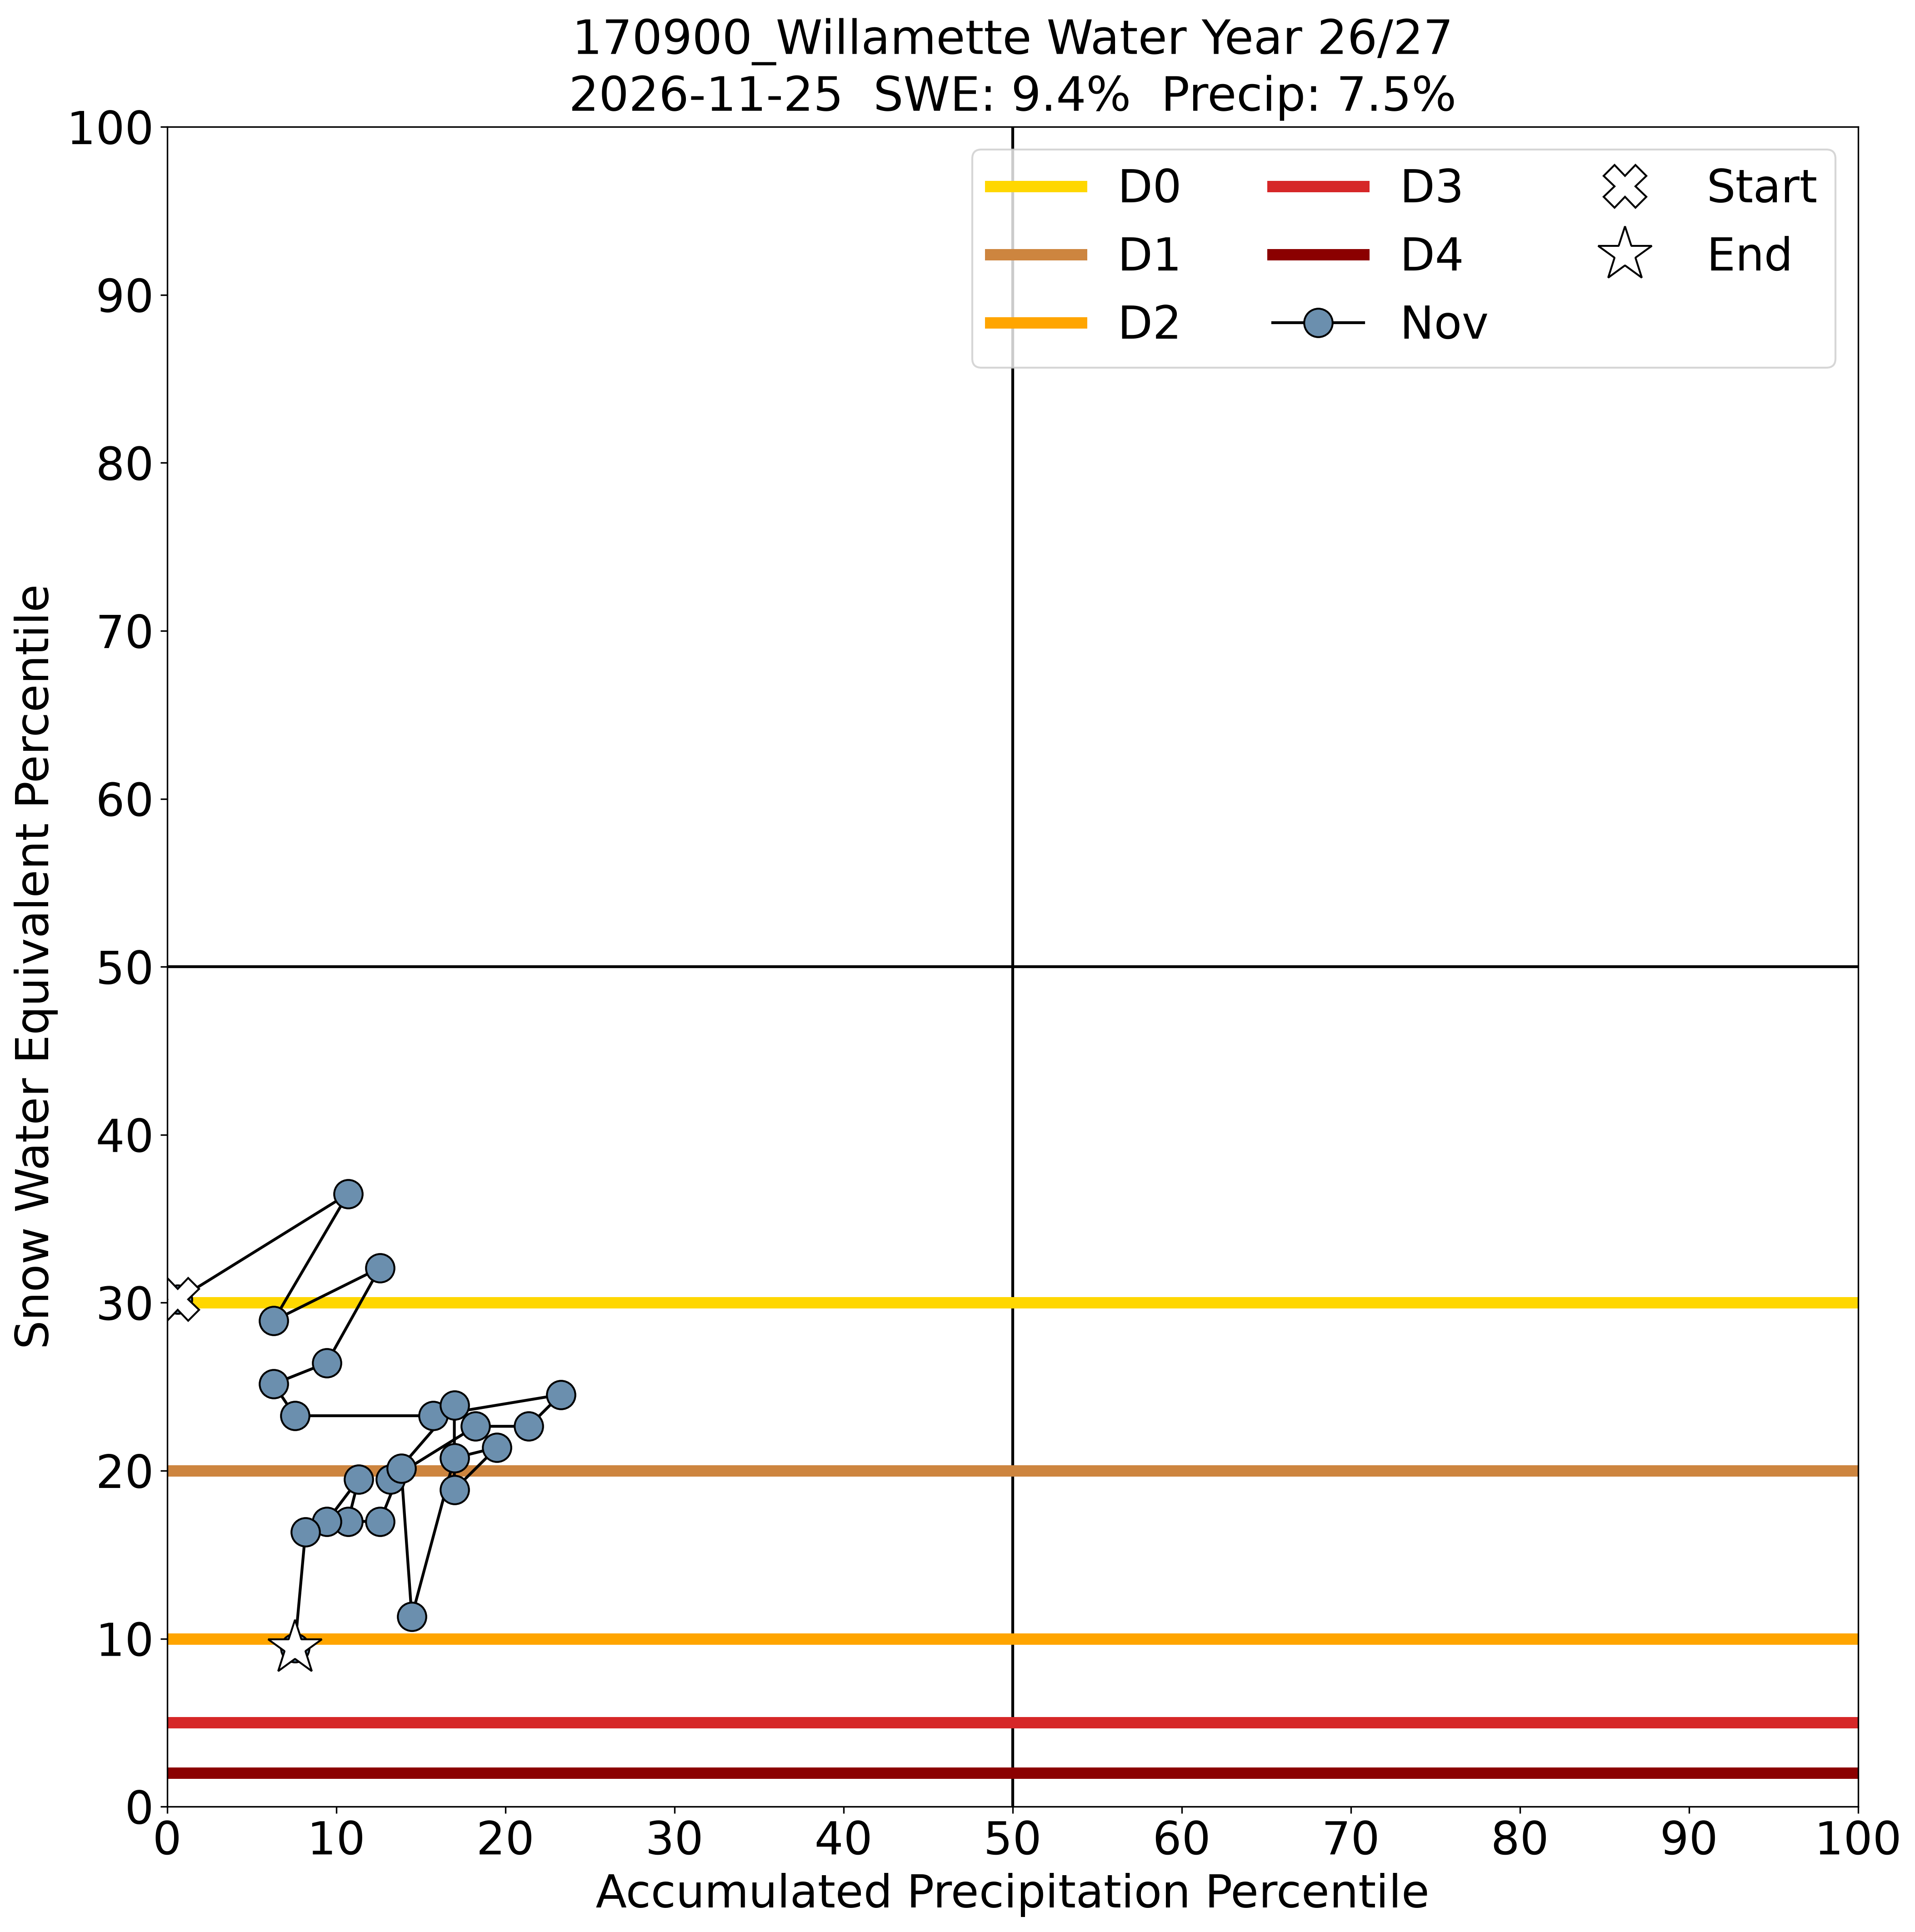 170900_Willamette Water Year 26/27
2026-11-25  SWE: 9.4%  Precip: 7.5%
100
90
80
70
60
50
40
30
20
10
0
Snow Water Equivalent Percentile
D0
D1
D2
D3
D4
Nov
Start
End
0 10 20 30 40 50 60 70 80 90 100
Accumulated Precipitation Percentile